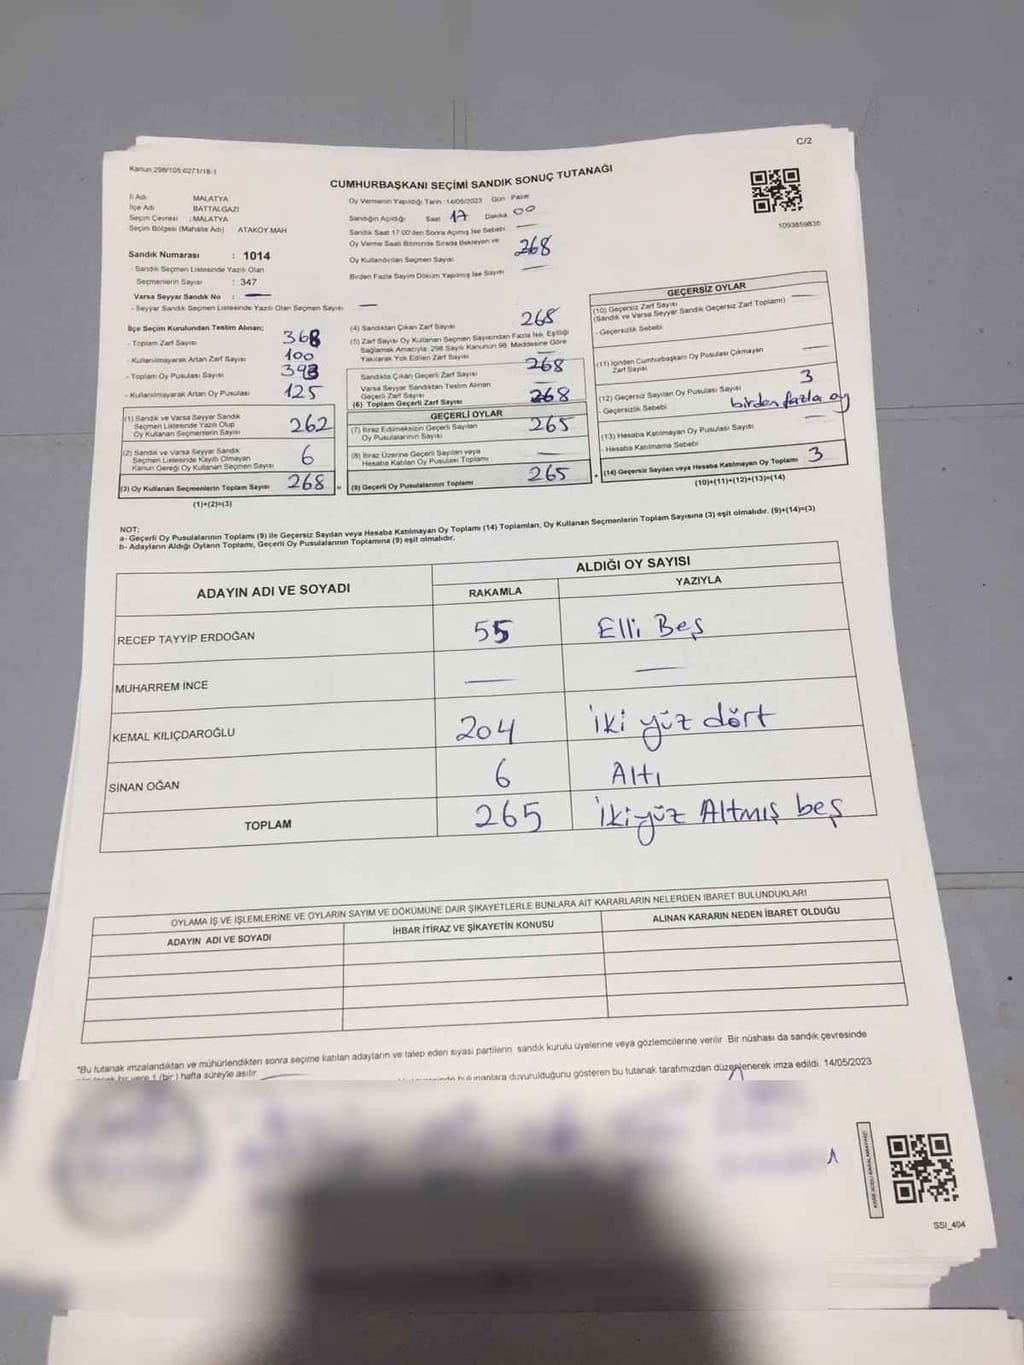 C/2
Kanun 298/105;6271/18-1
CUMHURBAŞKANI SEÇİMİ SANDIK SONUÇ TUTANAĞI
1093859830
İl Adı : MALATYA
İlçe Adı : BATTALGAZİ
Seçim Çevresi : MALATYA
Seçim Bölgesi (Mahalle Adı) ATAKÖY MAH
Sandık Numarası : 1014
- Sandık Seçmen Listesinde Yazılı Olan
Seçmenlerin Sayısı : 347
Varsa Seyyar Sandık No : —
- Seyyar Sandık Seçmen Listesinde Yazılı Olan Seçmen Sayısı —
Oy Vermenin Yapıldığı Tarih :14/05/2023 Gün Pazar
Sandığın Açıldığı Saat 17 Dakika 00
Sandık Saat 17:00'den Sonra Açımış İse Sebebi —
Oy Verme Saati Bitiminde Sırada Bekleyen ve
Oy Kullandırılan Seçmen Sayısı 268
Birden Fazla Sayım Döküm Yapılmış İse Sayısı —
İlçe Seçim Kurulundan Teslim Alınan;
- Toplam Zarf Sayısı 368
- Kullanılmayarak Artan Zarf Sayısı 100
- Toplam Oy Pusulası Sayısı 393
- Kullanılmayarak Artan Oy Pusulası 125
(1) Sandık ve Varsa Seyyar Sandık
Seçmen Listesinde Yazılı Olup
Oy Kullanan Seçmenlerin Sayısı 262
(2) Sandık ve Varsa Seyyar Sandık
Seçmen Listesinde Kayıtlı Olmayan
Kanun Gereği Oy Kullanan Seçmen Sayısı 6
(3) Oy Kullanan Seçmenlerin Toplam Sayısı 268 =
(1)+(2)=(3)
(4) Sandıktan Çıkan Zarf Sayısı 268
(5) Zarf Sayısı Oy Kullanan Seçmen Sayısından Fazla İse, Eşitliği
Sağlamak Amacıyla, 298 Sayılı Kanunun 98. Maddesine Göre
Yakılarak Yok Edilen Zarf Sayısı —
Sandıkta Çıkan Geçerli Zarf Sayısı 268
Varsa Seyyar Sandıktan Teslim Alınan
Geçerli Zarf Sayısı —
(6) Toplam Geçerli Zarf Sayısı 268
GEÇERLİ OYLAR
(7) İtiraz Edilmeksizin Geçerli Sayılan
Oy Pusulalarının Sayısı 265
(8) İtiraz Üzerine Geçerli Sayılan veya
Hesaba Katılan Oy Pusulası Toplamı —
(9) Geçerli Oy Pusulalarının Toplamı 265 +
GEÇERSİZ OYLAR
(10) Geçersiz Zarf Sayısı
(Sandık ve Varsa Seyyar Sandık Geçersiz Zarf Toplamı) —
- Geçersizlik Sebebi
(11) İçinden Cumhurbaşkanı Oy Pusulası Çıkmayan
Zarf Sayısı —
(12) Geçersiz Sayılan Oy Pusulası Sayısı 3
- Geçersizlik Sebebi birden fazla oy
(13) Hesaba Katılmayan Oy Pusulası Sayısı —
- Hesaba Katılmama Sebebi
(14) Geçersiz Sayılan veya Hesaba Katılmayan Oy Toplamı 3
(10)+(11)+(12)+(13)=(14)
NOT:
a- Geçerli Oy Pusulalarının Toplamı (9) ile Geçersiz Sayılan veya Hesaba Katılmayan Oy Toplamı (14) Toplamları, Oy Kullanan Seçmenlerin Toplam Sayısına (3) eşit olmalıdır. (9)+(14)=(3)
b- Adayların Aldığı Oyların Toplamı, Geçerli Oy Pusulalarının Toplamına (9) eşit olmalıdır.
ADAYIN ADI VE SOYADI
ALDIĞI OY SAYISI
RAKAMLA YAZIYLA
RECEP TAYYİP ERDOĞAN 55 Elli Beş
MUHARREM İNCE — —
KEMAL KILIÇDAROĞLU 204 İki yüz dört
SİNAN OĞAN 6 Altı
TOPLAM 265 İkiyüz Altmış beş
OYLAMA İŞ VE İŞLEMLERİNE VE OYLARIN SAYIM VE DÖKÜMÜNE DAİR ŞİKAYETLERLE BUNLARA AİT KARARLARIN NELERDEN İBARET BULUNDUKLARI
ADAYIN ADI VE SOYADI İHBAR İTİRAZ VE ŞİKAYETİN KONUSU ALINAN KARARIN NEDEN İBARET OLDUĞU
*Bu tutanak imzalandıktan ve mühürlendikten sonra seçime katılan adayların ve talep eden siyasi partilerin sandık kurulu üyelerine veya gözlemcilerine verilir. Bir nüshası da sandık çevresinde
bir yere 1 (bir) hafta süreyle asılır. bulunanlara duyurulduğunu gösteren bu tutanak tarafımızdan düzenlenerek imza edildi. 14/05/2023
SSI_404